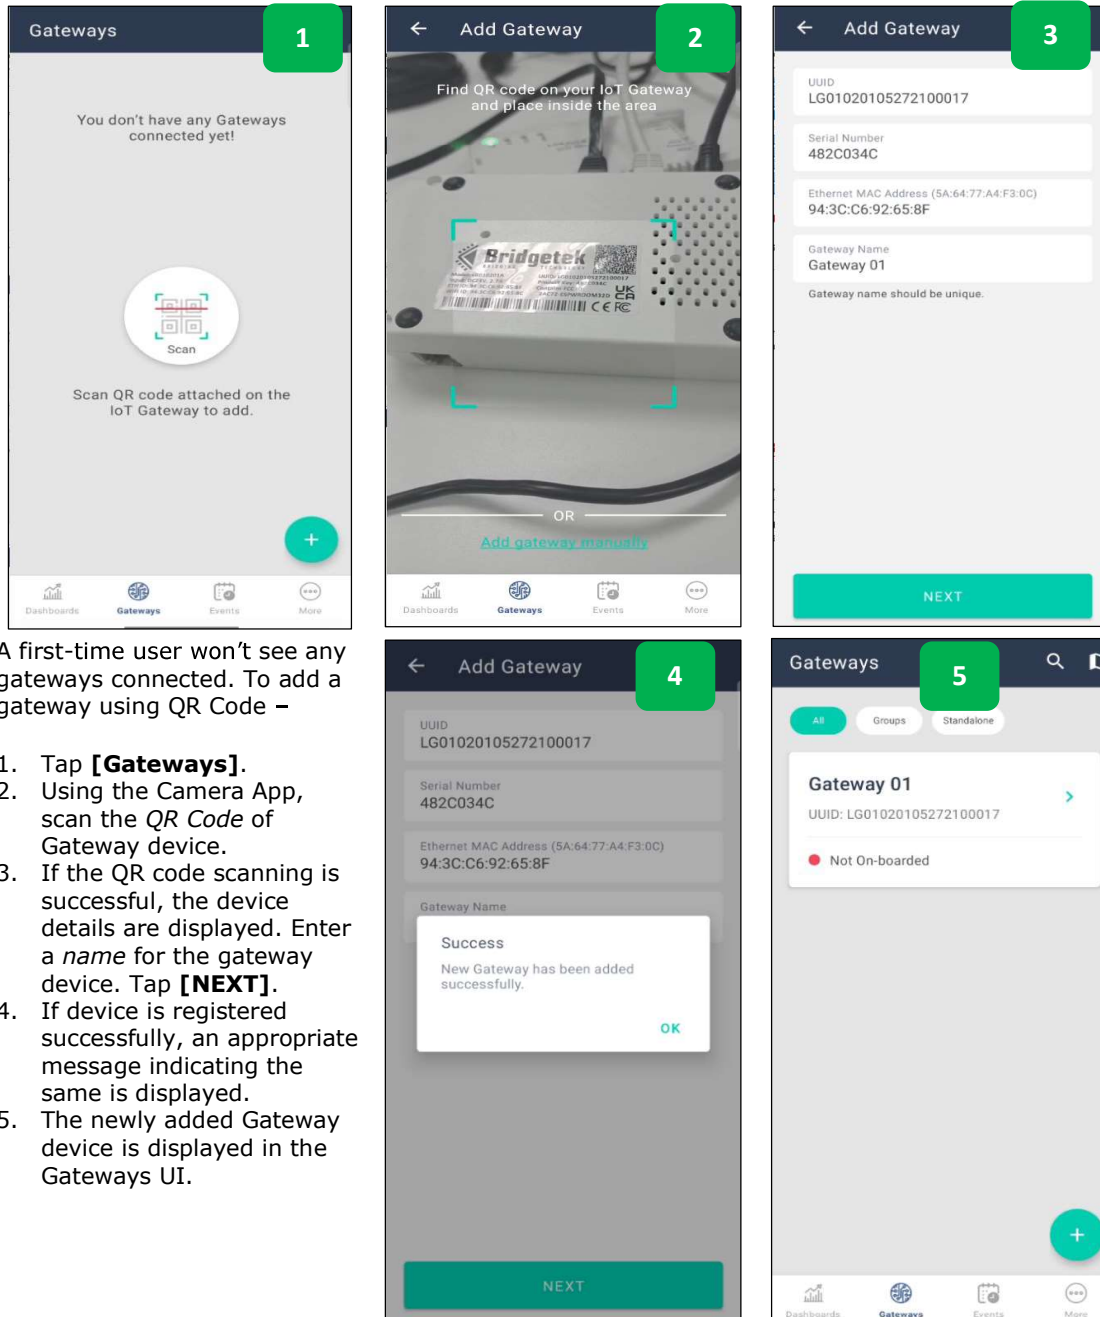 Gateways
1
You don't have any Gateways
connected yet!
Scan
Scan QR code attached on the
IoT Gateway to add.
+
Dashboards
Gateways
Events
More
Add Gateway
2
Find QR code on your IoT Gateway
and place inside the area
Bridgetek
UK
CA
CE FC
OR
Add gateway manually
Dashboards
Gateways
Events
More
Add Gateway
3
UUID
LG01020105272100017
Serial Number
482C034C
Ethernet MAC Address (5A:64:77:A4:F3:0C)
94:3C:C6:92:65:8F
Gateway Name
Gateway 01
Gateway name should be unique.
NEXT
A first-time user won't see any
gateways connected. To add a
gateway using QR Code –
1. Tap [Gateways].
2. Using the Camera App,
scan the QR Code of
Gateway device.
3. If the QR code scanning is
successful, the device
details are displayed. Enter
a name for the gateway
device. Tap [NEXT].
4. If device is registered
successfully, an appropriate
message indicating the
same is displayed.
5. The newly added Gateway
device is displayed in the
Gateways UI.
Add Gateway
4
UUID
LG01020105272100017
Serial Number
482C034C
Ethernet MAC Address (5A:64:77:A4:F3:0C)
94:3C:C6:92:65:8F
Gateway Name
Success
New Gateway has been added
successfully.
OK
NEXT
Gateways
5
All
Groups
Standalone
Gateway 01
UUID: LG01020105272100017
Not On-boarded
+
Dashboards
Gateways
Events
More